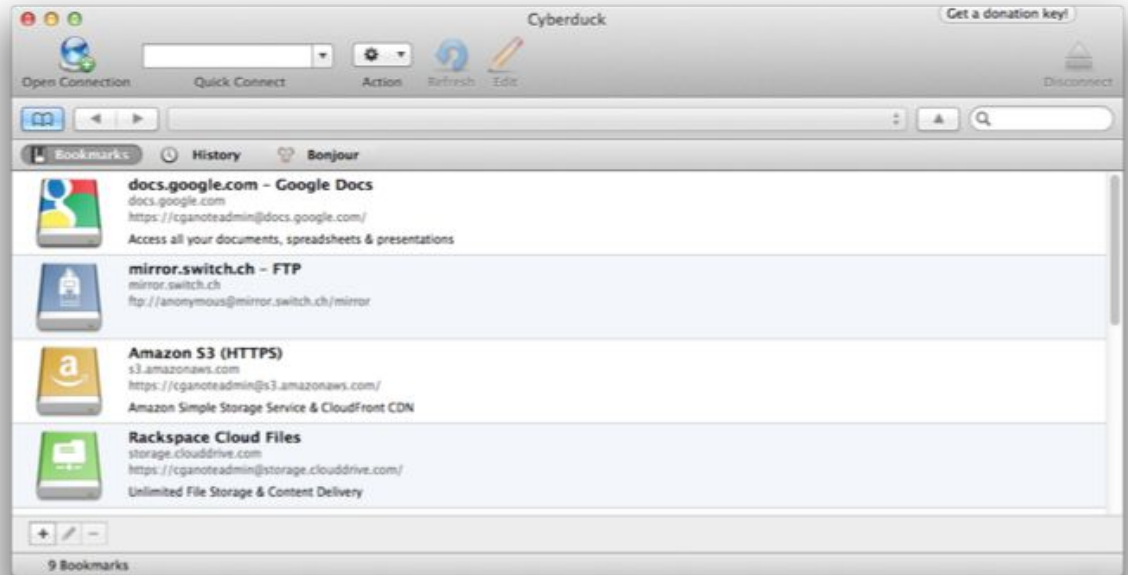 Cyberduck
Get a donation key!
Open Connection
Quick Connect
Action
Refresh
Edit
Disconnect
Bookmarks
History
Bonjour
docs.google.com – Google Docs
docs.google.com
https://cganoteadmin@docs.google.com/
Access all your documents, spreadsheets & presentations
mirror.switch.ch – FTP
mirror.switch.ch
ftp://anonymous@mirror.switch.ch/mirror
a
Amazon S3 (HTTPS)
s3.amazonaws.com
https://cganoteadmin@s3.amazonaws.com/
Amazon Simple Storage Service & CloudFront CDN
Rackspace Cloud Files
storage.clouddrive.com
https://cganoteadmin@storage.clouddrive.com/
Unlimited File Storage & Content Delivery
9 Bookmarks